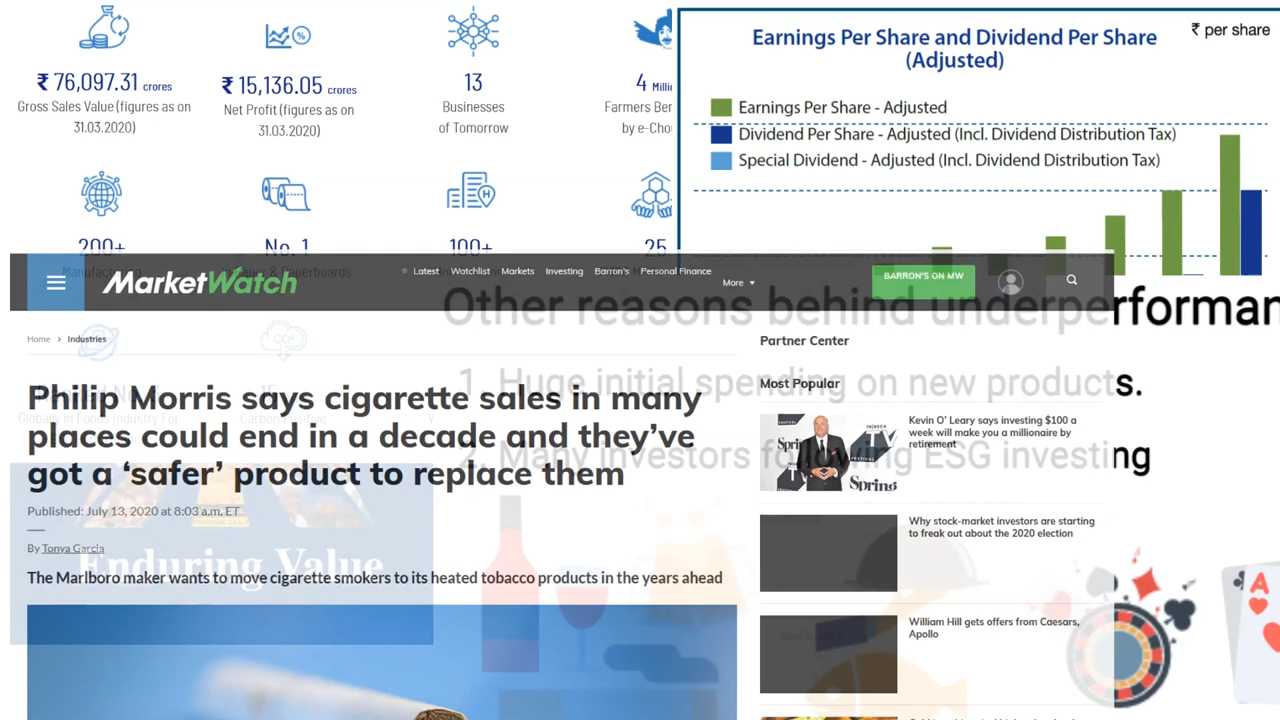 ₹ 76,097.31 crores
Gross Sales Value (figures as on
31.03.2020)
₹ 15,136.05 crores
Net Profit (figures as on
31.03.2020)
13
Businesses
of Tomorrow
4 Milli
Farmers Ben
by e-Chou
200+
No. 1
100+
25
Earnings Per Share and Dividend Per Share
(Adjusted)
₹ per share
Earnings Per Share - Adjusted
Dividend Per Share - Adjusted (Incl. Dividend Distribution Tax)
Special Dividend - Adjusted (Incl. Dividend Distribution Tax)
MarketWatch
Latest Watchlist Markets Investing Barron's Personal Finance
More
BARRON'S ON MW
Other reasons behind underperforman
1. Huge initial spending on new products.
2. Many investors following ESG investing
Home > Industries
Philip Morris says cigarette sales in many
places could end in a decade and they've
got a 'safer' product to replace them
Published: July 13, 2020 at 8:03 a.m. ET
By Tonya Garcia
Enduring Value
The Marlboro maker wants to move cigarette smokers to its heated tobacco products in the years ahead
Partner Center
Most Popular
Kevin O' Leary says investing $100 a
week will make you a millionaire by
retirement
Why stock-market investors are starting
to freak out about the 2020 election
William Hill gets offers from Caesars,
Apollo
Spring
TV
FESTIVAL
Spring
A